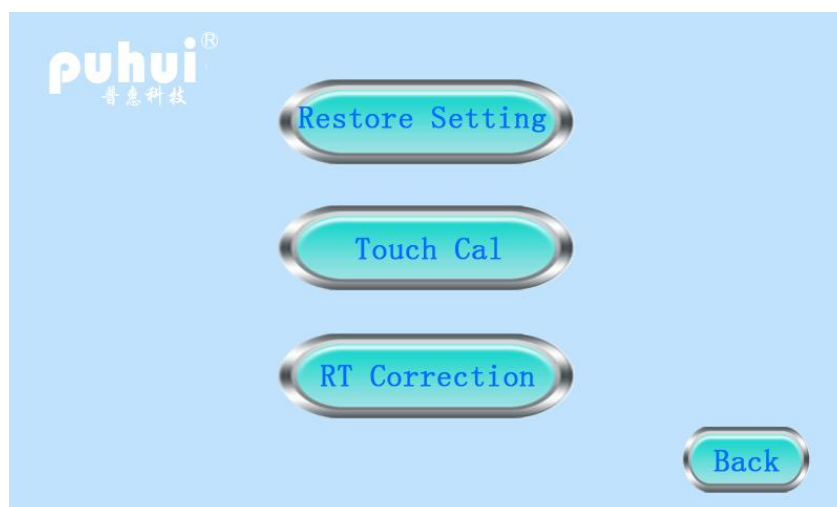 puhui®
普惠科技
Restore Setting
Touch Cal
RT Correction
Back